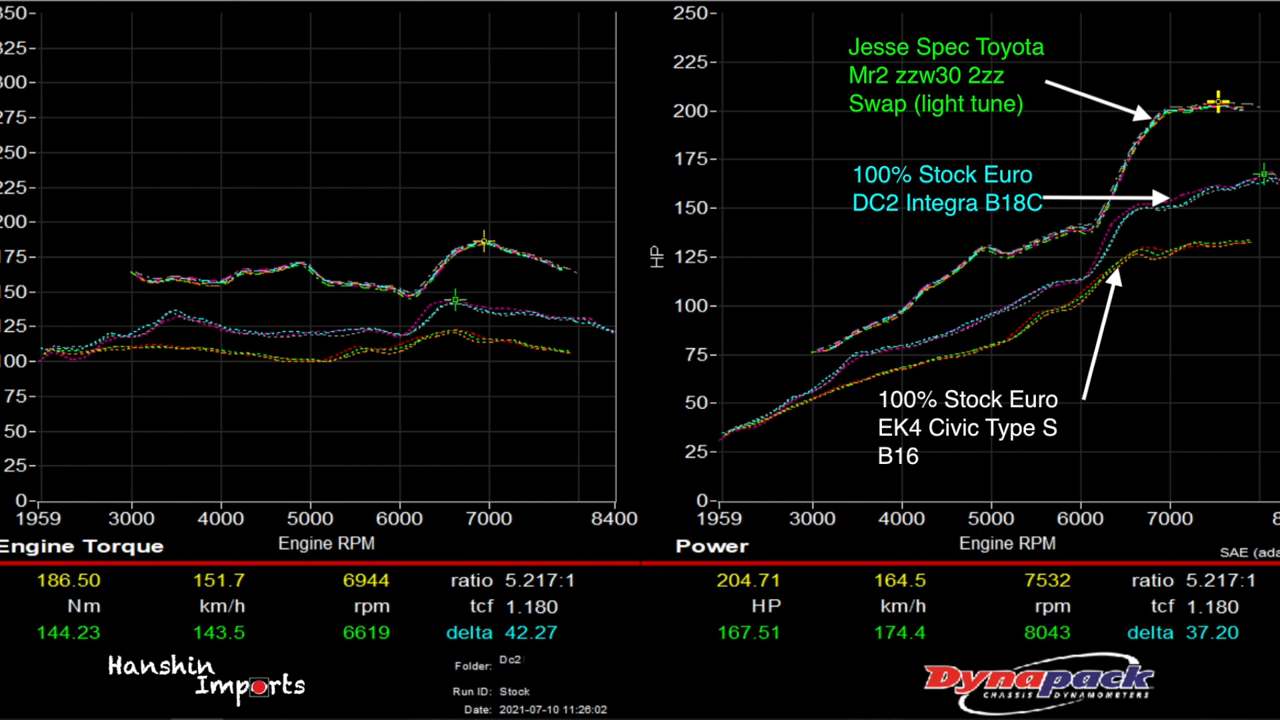 350
325
300
275
250
225
200
175
150
125
100
75
50
25
0
1959 3000 4000 5000 6000 7000 8400
Engine Torque
Engine RPM
250
225
200
175
150
125
100
75
50
25
0
HP
Jesse Spec Toyota
Mr2 zzw30 2zz
Swap (light tune)
100% Stock Euro
DC2 Integra B18C
100% Stock Euro
EK4 Civic Type S
B16
1959 3000 4000 5000 6000 7000 8
Power
Engine RPM
SAE (ada
186.50 151.7 6944 ratio 5.217:1
Nm km/h rpm tcf 1.180
144.23 143.5 6619 delta 42.27
204.71 164.5 7532 ratio 5.217:1
HP km/h rpm tcf 1.180
167.51 174.4 8043 delta 37.20
Hanshin
Imports
Folder: Dc2
Run ID: Stock
Date: 2021-07-10 11:26:02
Dynapack
CHASSIS DYNAMOMETERS